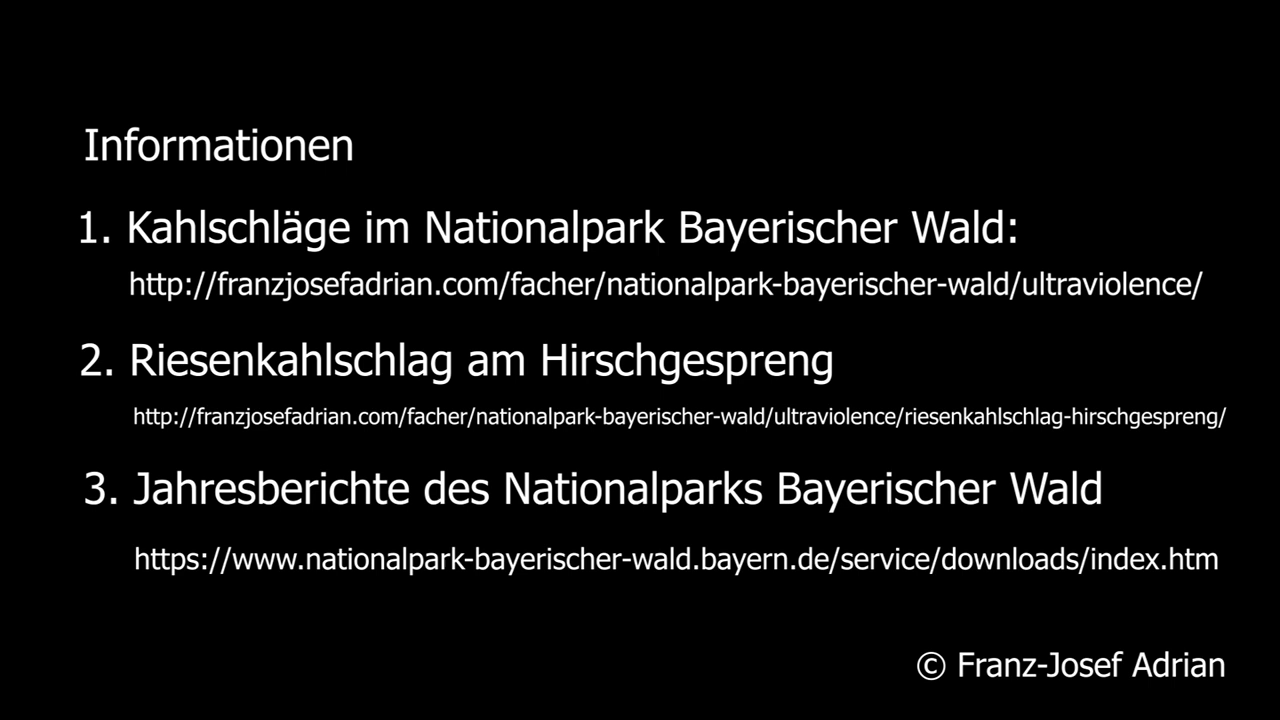 Informationen
1. Kahlschläge im Nationalpark Bayerischer Wald:
http://franzjosefadrian.com/facher/nationalpark-bayerischer-wald/ultraviolence/
2. Riesenkahlschlag am Hirschgespreng
http://franzjosefadrian.com/facher/nationalpark-bayerischer-wald/ultraviolence/riesenkahlschlag-hirschgespreng/
3. Jahresberichte des Nationalparks Bayerischer Wald
https://www.nationalpark-bayerischer-wald.bayern.de/service/downloads/index.htm
© Franz-Josef Adrian